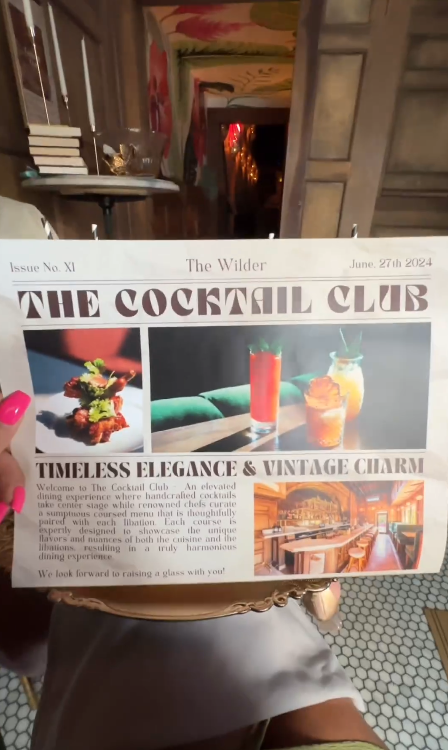 Issue No. XI
The Wilder
June, 27th 2024
THE COCKTAIL CLUB
TIMELESS ELEGANCE & VINTAGE CHARM
Welcome to The Cocktail Club - An elevated
dining experience where handcrafted cocktails
take center stage while renowned chefs curate
a sumptuous coursed menu that is thoughtfully
paired with each libation. Each course is
expertly designed to showcase the unique
flavors and nuances of both the cuisine and the
libations, resulting in a truly harmonious
dining experience.
We look forward to raising a glass with you!